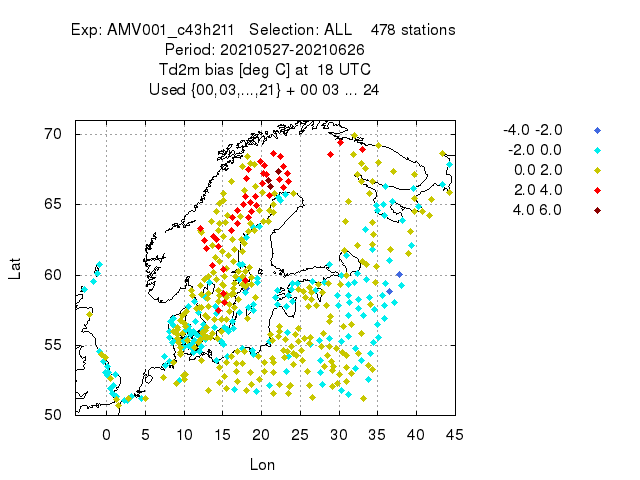 Exp: AMV001_c43h211 Selection: ALL 478 stations
Period: 20210527-20210626
Td2m bias [deg C] at 18 UTC
Used {00,03,...,21} + 00 03 ... 24
-4.0 -2.0
-2.0 0.0
0.0 2.0
2.0 4.0
4.0 6.0
70
65
60
55
50
Lat
0 5 10 15 20 25 30 35 40 45
Lon